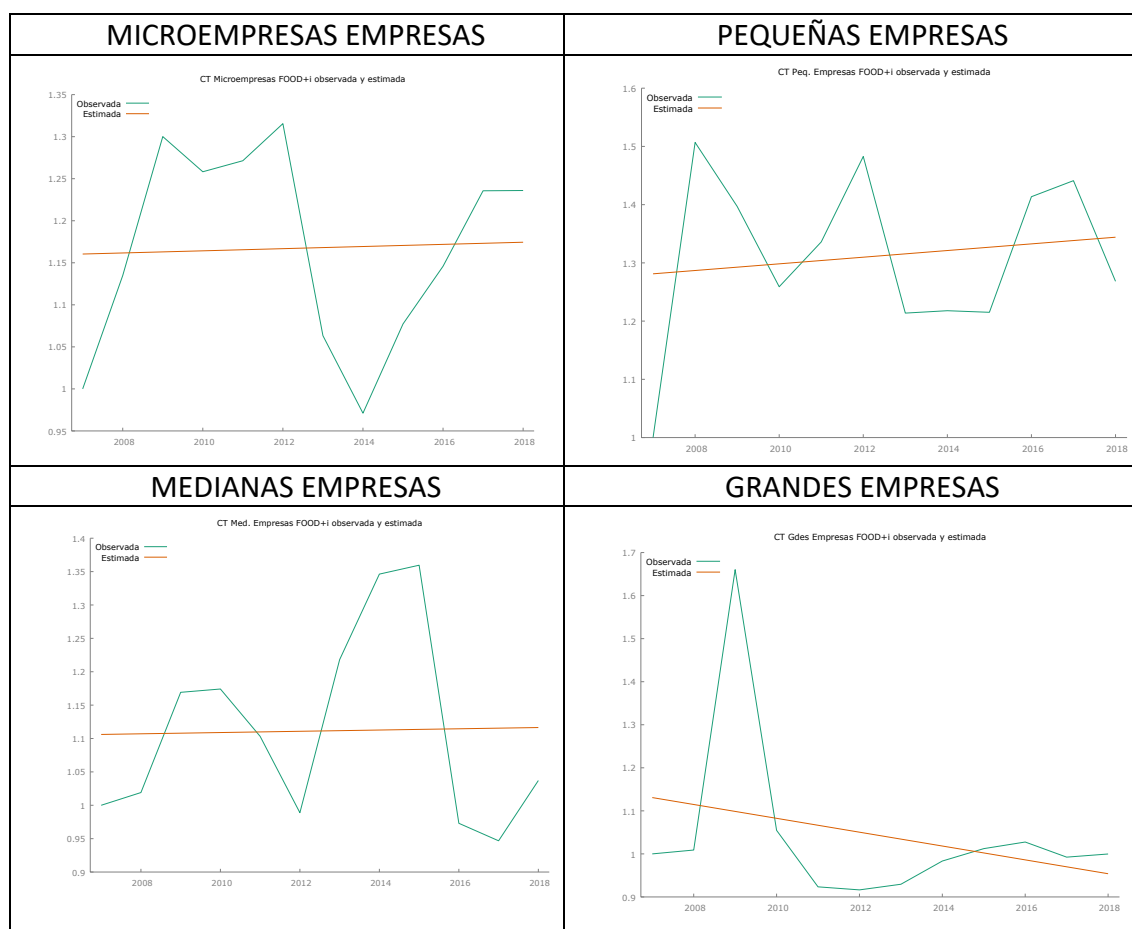 MICROEMPRESAS EMPRESAS
PEQUEÑAS EMPRESAS
CT Microempresas FOOD+i observada y estimada
1.35
Observada
Estimada
1.3
1.25
1.2
1.15
1.1
1.05
1
0.95
2008 2010 2012 2014 2016 2018
CT Peq. Empresas FOOD+i observada y estimada
1.6
Observada
Estimada
1.5
1.4
1.3
1.2
1.1
1
2008 2010 2012 2014 2016 2018
MEDIANAS EMPRESAS
GRANDES EMPRESAS
CT Med. Empresas FOOD+i observada y estimada
1.4
Observada
Estimada
1.35
1.3
1.25
1.2
1.15
1.1
1.05
1
0.95
0.9
2008 2010 2012 2014 2016 2018
CT Gdes Empresas FOOD+i observada y estimada
1.7
Observada
Estimada
1.6
1.5
1.4
1.3
1.2
1.1
1
0.9
2008 2010 2012 2014 2016 2018